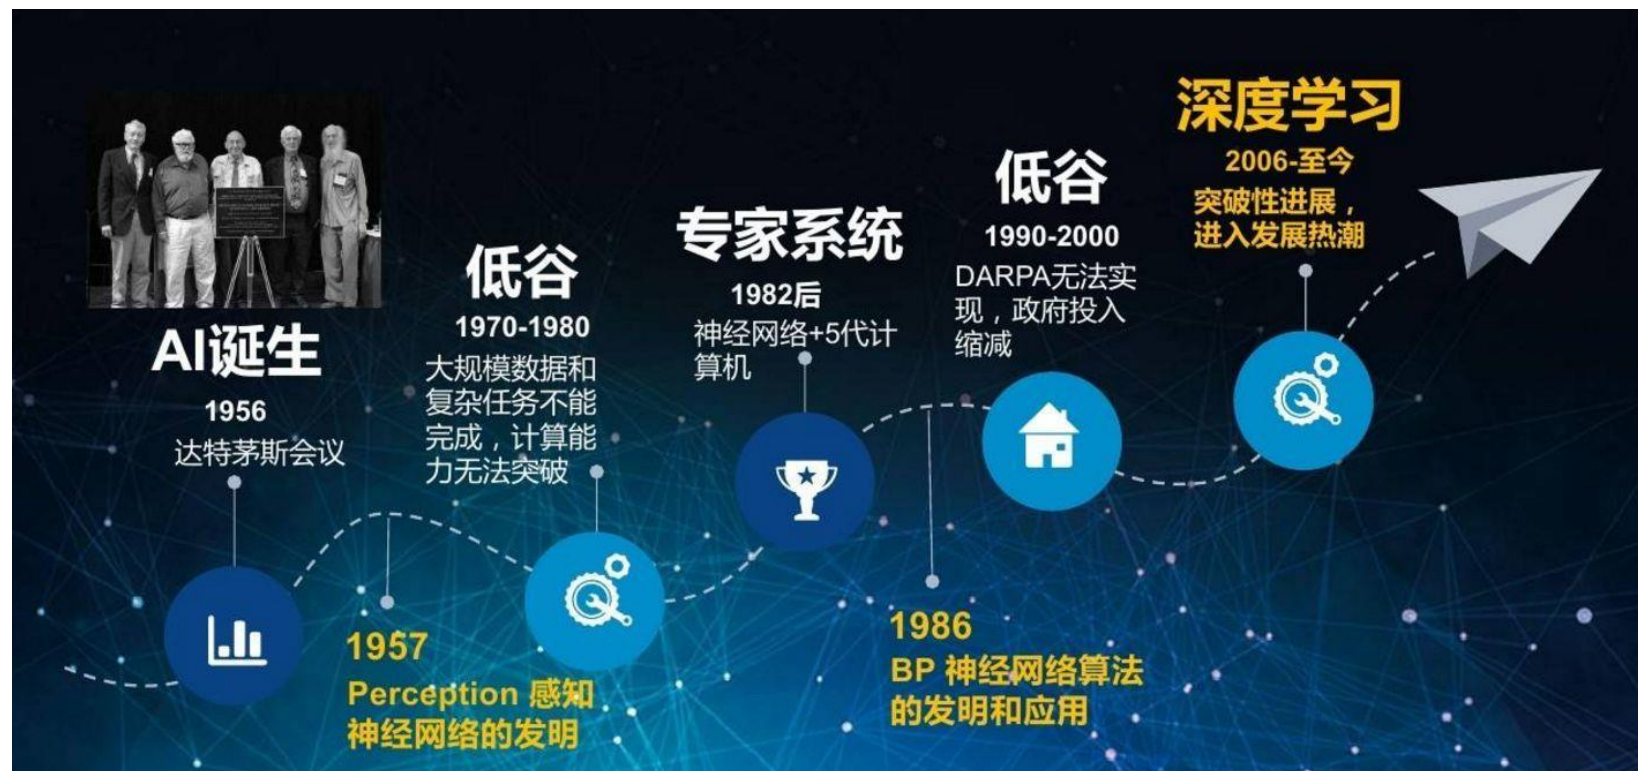 AI诞生
1956
达特茅斯会议
1957
Perception 感知
神经网络的发明
低谷
1970-1980
大规模数据和
复杂任务不能
完成，计算能
力无法突破
专家系统
1982后
神经网络+5代计
算机
1986
BP 神经网络算法
的发明和应用
低谷
1990-2000
DARPA无法实
现，政府投入
缩减
深度学习
2006-至今
突破性进展，
进入发展热潮